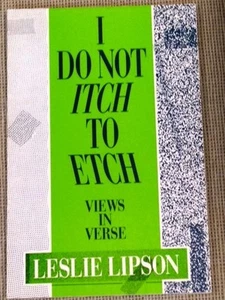 I
DO NOT
ITCH
TO
ETCH
VIEWS
IN
VERSE
LESLIE LIPSON